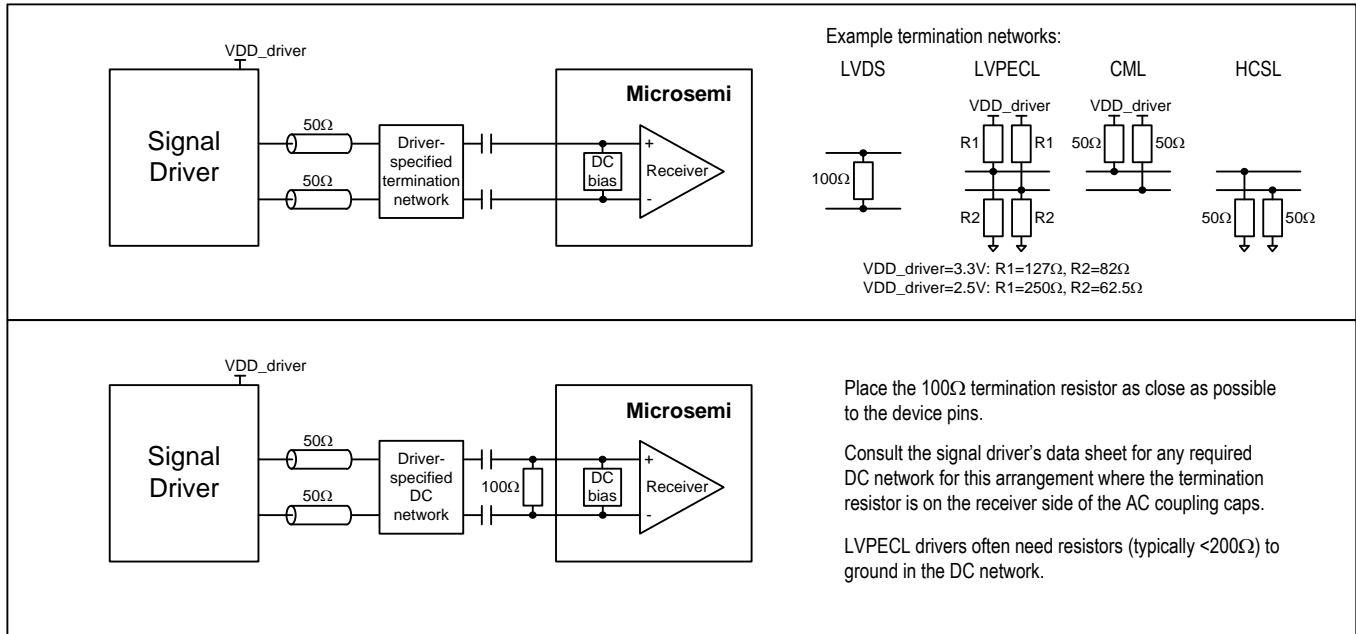 VDD_driver
Signal
Driver
50Ω
50Ω
Driver-
specified
termination
network
Microsemi
DC
bias
+
-
Receiver
Example termination networks:
LVDS
LVPECL
CML
HCSL
100Ω
VDD_driver
R1
R1
R2
R2
VDD_driver
50Ω
50Ω
50Ω
50Ω
VDD_driver=3.3V: R1=127Ω, R2=82Ω
VDD_driver=2.5V: R1=250Ω, R2=62.5Ω
VDD_driver
Signal
Driver
50Ω
50Ω
Driver-
specified
DC
network
100Ω
Microsemi
DC
bias
+
-
Receiver
Place the 100Ω termination resistor as close as possible
to the device pins.
Consult the signal driver's data sheet for any required
DC network for this arrangement where the termination
resistor is on the receiver side of the AC coupling caps.
LVPECL drivers often need resistors (typically <200Ω) to
ground in the DC network.